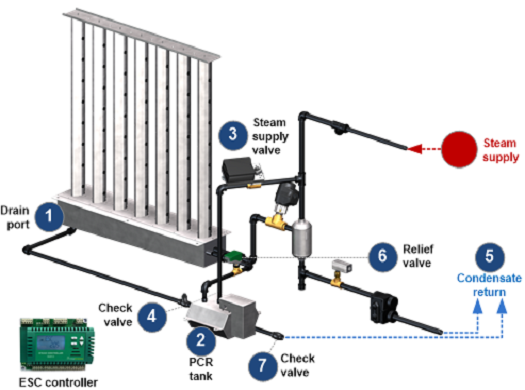 3
Steam
supply
valve
Steam
supply
Drain
port
1
6
Relief
valve
5
Condensate
return
Check
valve
4
2
PCR
tank
7
Check
valve
ESC controller